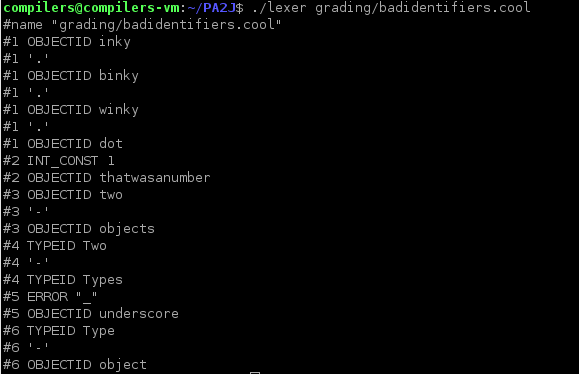 compilers@compilers-vm:~/PA2J$ ./lexer grading/badidentifiers.cool
#name "grading/badidentifiers.cool"
#1 OBJECTID inky
#1 '.'
#1 OBJECTID binky
#1 '.'
#1 OBJECTID winky
#1 '.'
#1 OBJECTID dot
#2 INT_CONST 1
#2 OBJECTID thatwasanumber
#3 OBJECTID two
#3 '-'
#3 OBJECTID objects
#4 TYPEID Two
#4 '-'
#4 TYPEID Types
#5 ERROR "_"
#5 OBJECTID underscore
#6 TYPEID Type
#6 '-'
#6 OBJECTID object